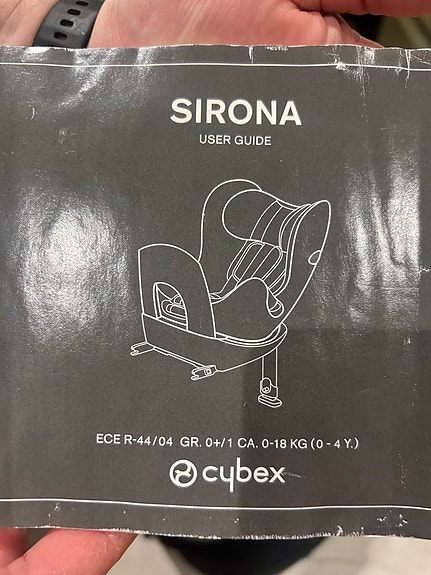 SIRONA
USER GUIDE
ECE R-44/04 GR. 0+/1 CA. 0-18 KG (0 - 4 Y.)
cybex